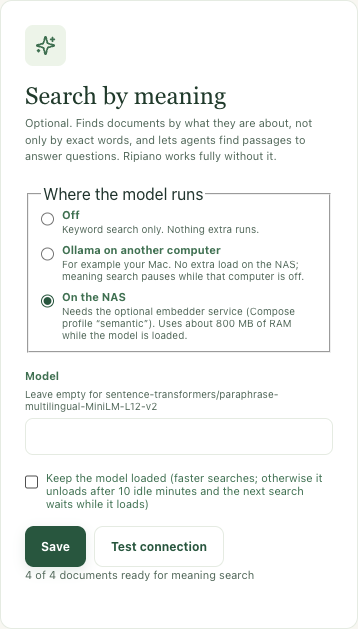 Search by meaning
Optional. Finds documents by what they are about, not
only by exact words, and lets agents find passages to
answer questions. Ripiano works fully without it.
Where the model runs
Off
Keyword search only. Nothing extra runs.
Ollama on another computer
For example your Mac. No extra load on the NAS;
meaning search pauses while that computer is off.
On the NAS
Needs the optional embedder service (Compose
profile “semantic”). Uses about 800 MB of RAM
while the model is loaded.
Model
Leave empty for sentence-transformers/paraphrase-
multilingual-MiniLM-L12-v2
Keep the model loaded (faster searches; otherwise it
unloads after 10 idle minutes and the next search
waits while it loads)
Save
Test connection
4 of 4 documents ready for meaning search